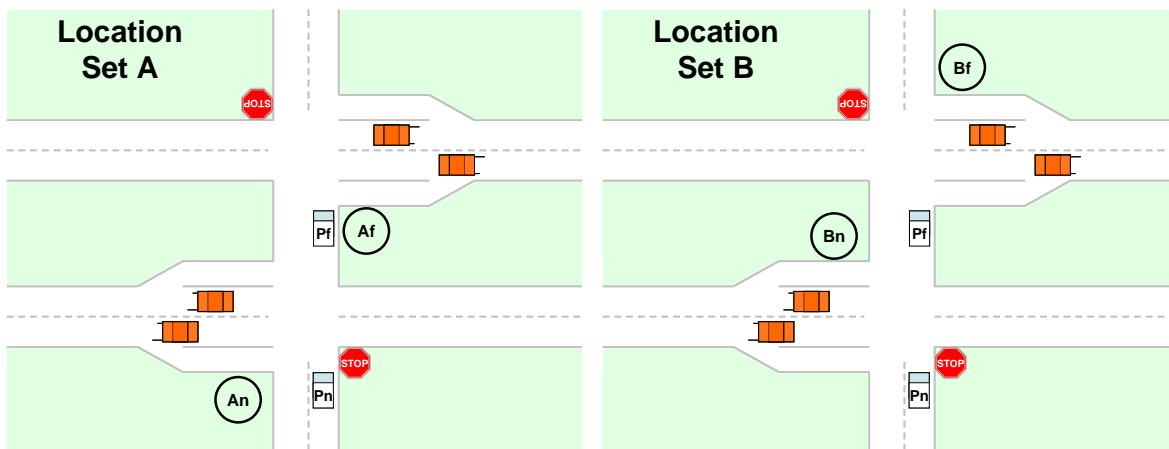 Location
Set A
STOP
Pf
Af
An
Pn
STOP
Location
Set B
STOP
Bf
Pf
Bn
Pn
STOP